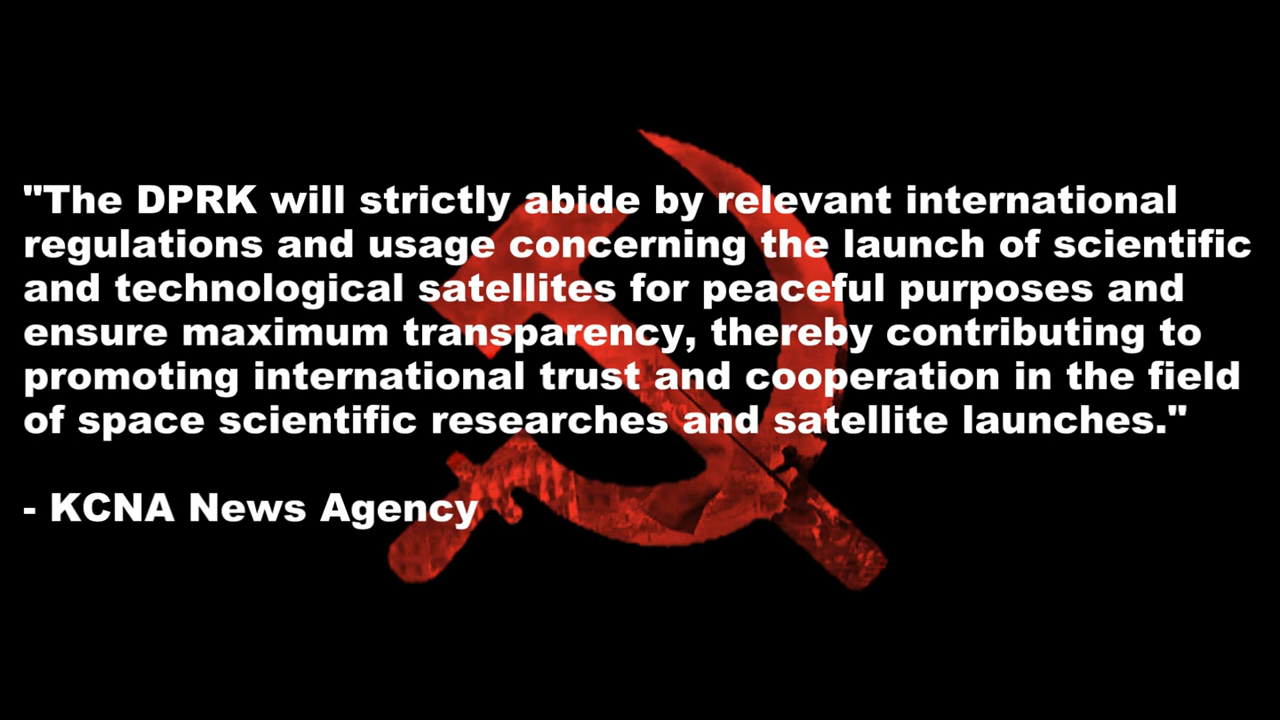 "The DPRK will strictly abide by relevant international
regulations and usage concerning the launch of scientific
and technological satellites for peaceful purposes and
ensure maximum transparency, thereby contributing to
promoting international trust and cooperation in the field
of space scientific researches and satellite launches."
- KCNA News Agency